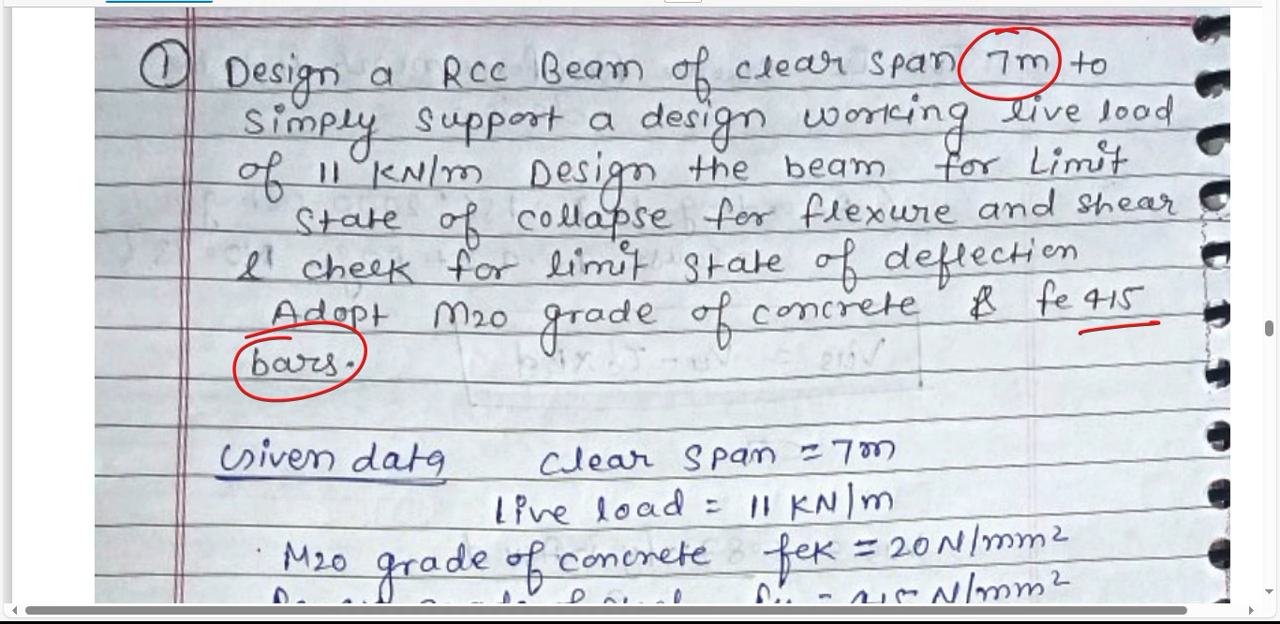 ① Design a RCC Beam of clear span 7m to
simply support a design working live load
of 11 KN/m Design the beam for Limit
State of collapse for flexure and shear
& check for limit state of deflection
Adopt M20 grade of concrete & fe 415
bars.
Given data clear span = 7m
Live load = 11 KN/m
M20 grade of concrete fck = 20 N/mm2
N/mm2